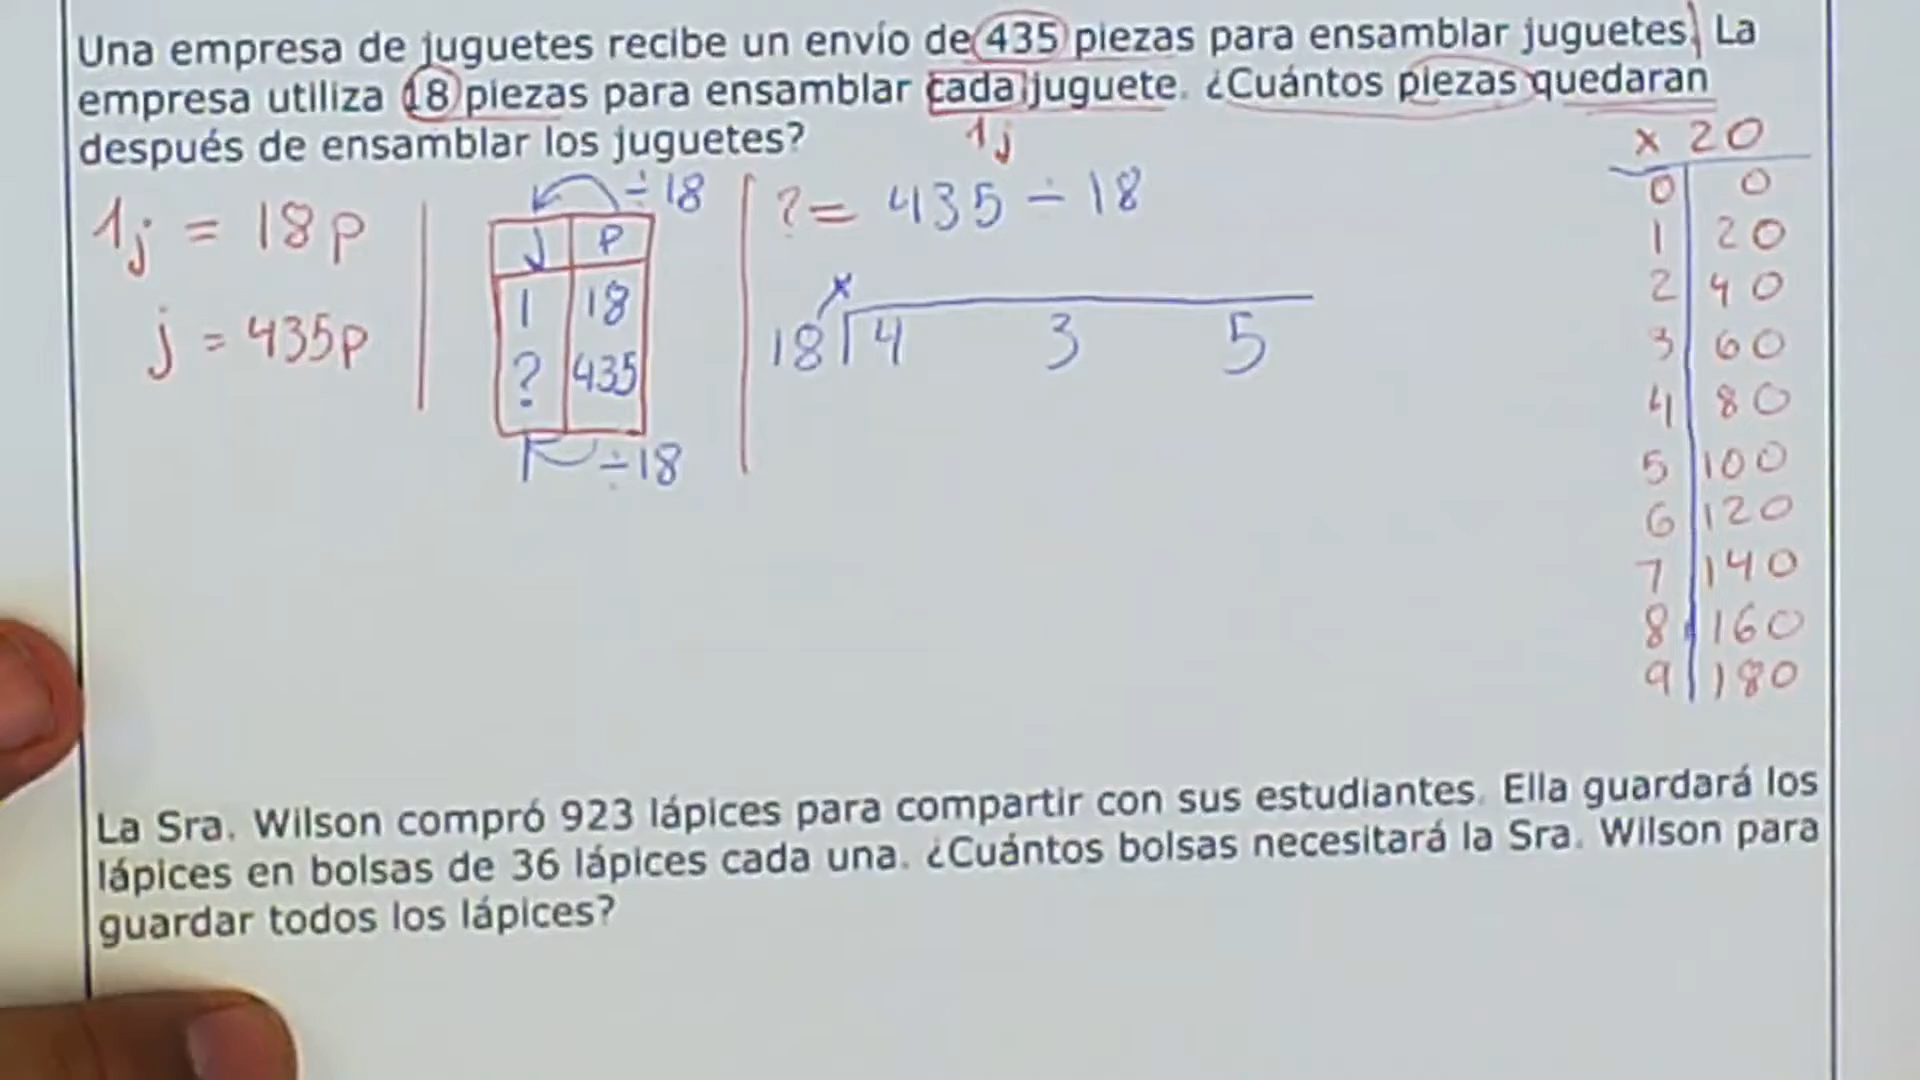 Una empresa de juguetes recibe un envío de 435 piezas para ensamblar juguetes. La
empresa utiliza 18 piezas para ensamblar cada juguete. ¿Cuántos piezas quedaran
después de ensamblar los juguetes?
1j
1j = 18p
j = 435p
÷18
J P
1 18
? 435
÷18
? = 435 ÷ 18
x
18 4 3 5
x 20
0 0
1 20
2 40
3 60
4 80
5 100
6 120
7 140
8 160
9 180
La Sra. Wilson compró 923 lápices para compartir con sus estudiantes. Ella guardará los
lápices en bolsas de 36 lápices cada una. ¿Cuántos bolsas necesitará la Sra. Wilson para
guardar todos los lápices?